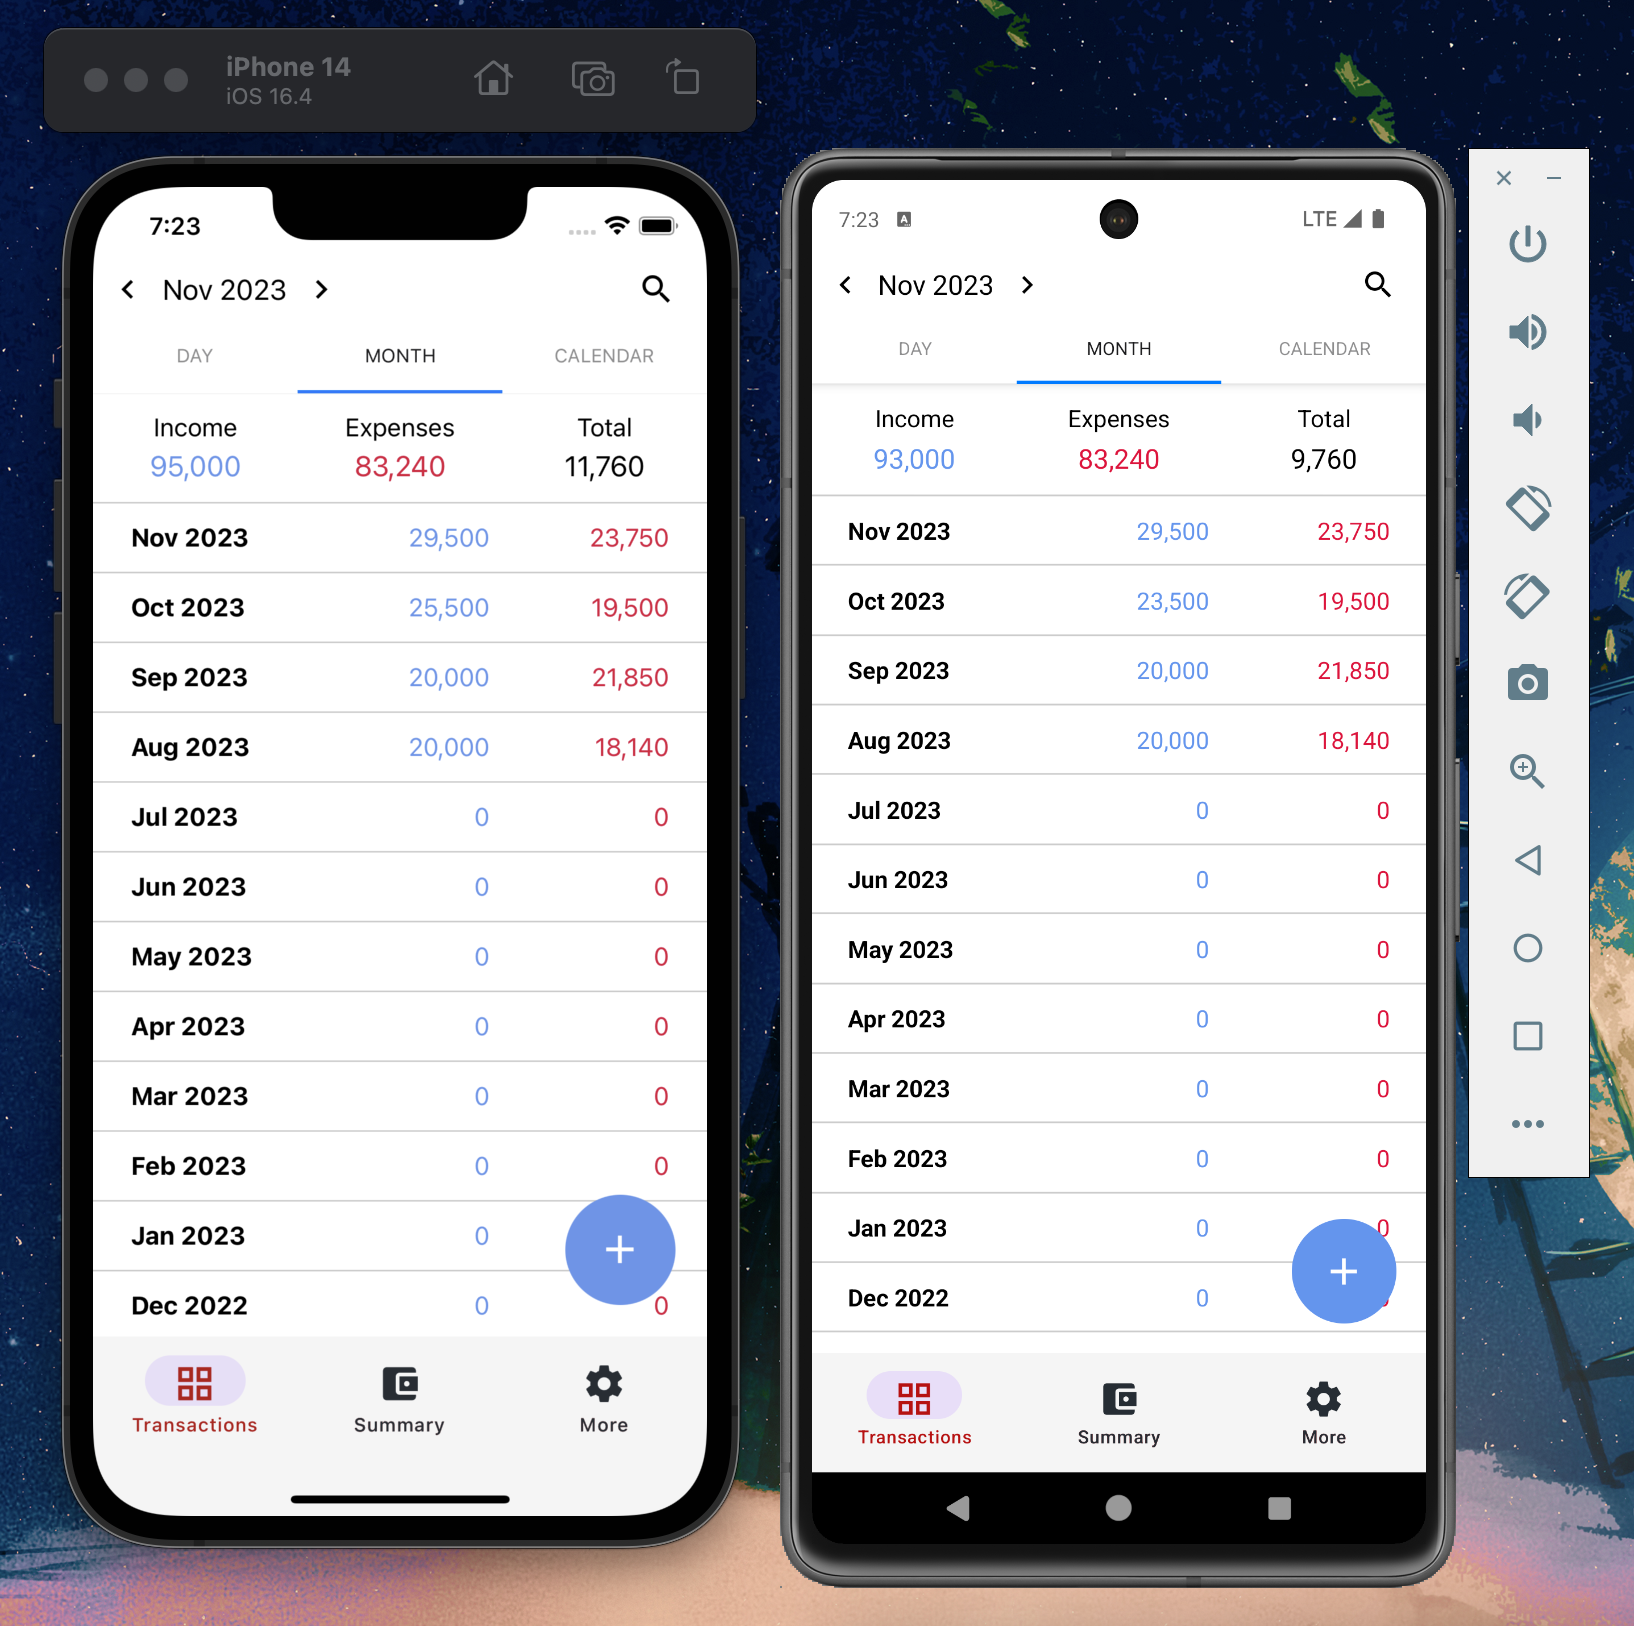 iPhone 14
iOS 16.4
7:23
Nov 2023
DAY MONTH CALENDAR
Income Expenses Total
95,000 83,240 11,760
Nov 2023 29,500 23,750
Oct 2023 25,500 19,500
Sep 2023 20,000 21,850
Aug 2023 20,000 18,140
Jul 2023 0 0
Jun 2023 0 0
May 2023 0 0
Apr 2023 0 0
Mar 2023 0 0
Feb 2023 0 0
Jan 2023 0
Dec 2022 0 0
Transactions Summary More
7:23 A LTE
Nov 2023
DAY MONTH CALENDAR
Income Expenses Total
93,000 83,240 9,760
Nov 2023 29,500 23,750
Oct 2023 23,500 19,500
Sep 2023 20,000 21,850
Aug 2023 20,000 18,140
Jul 2023 0 0
Jun 2023 0 0
May 2023 0 0
Apr 2023 0 0
Mar 2023 0 0
Feb 2023 0 0
Jan 2023 0 0
Dec 2022 0
Transactions Summary More